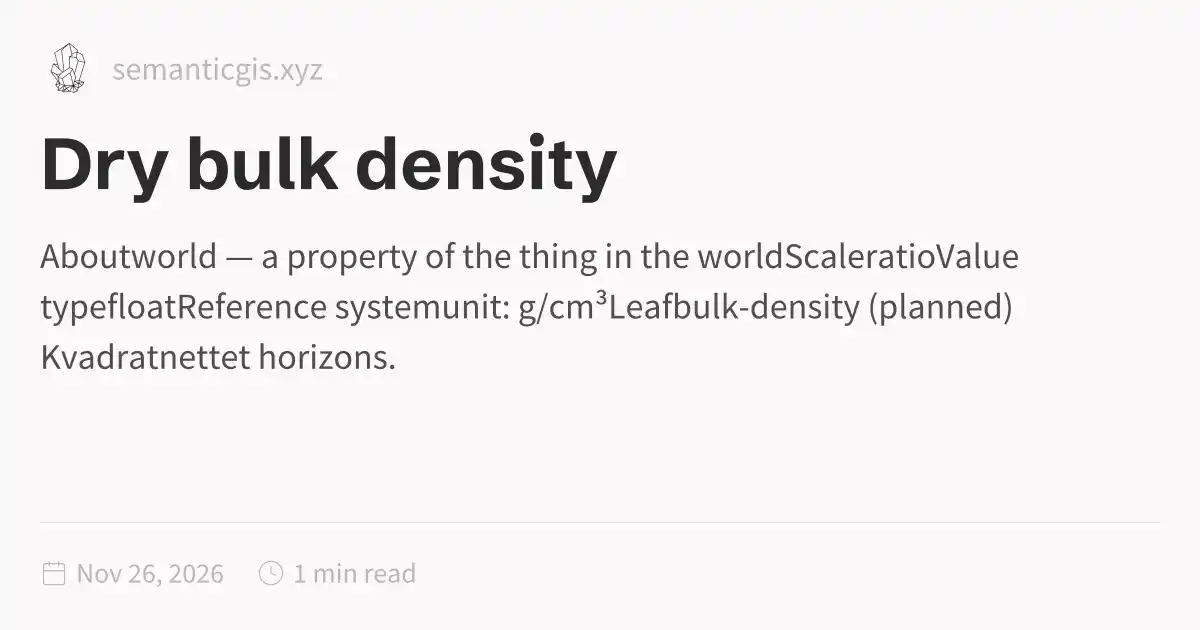 semanticgis.xyz
Dry bulk density
Aboutworld — a property of the thing in the worldScaleratioValue
typefloatReference systemunit: g/cm³Leafbulk-density (planned)
Kvadratnettet horizons.
Nov 26, 2026 1 min read